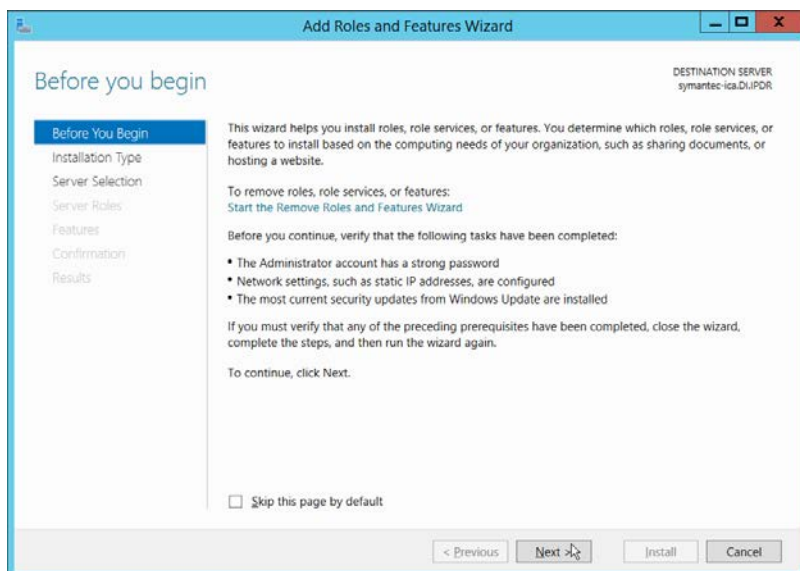 Add Roles and Features Wizard
Before you begin
DESTINATION SERVER
symantec-ica.DI.IPDR
Before You Begin
Installation Type
Server Selection
Server Roles
Features
Confirmation
Results
This wizard helps you install roles, role services, or features. You determine which roles, role services, or
features to install based on the computing needs of your organization, such as sharing documents, or
hosting a website.
To remove roles, role services, or features:
Start the Remove Roles and Features Wizard
Before you continue, verify that the following tasks have been completed:
• The Administrator account has a strong password
• Network settings, such as static IP addresses, are configured
• The most current security updates from Windows Update are installed
If you must verify that any of the preceding prerequisites have been completed, close the wizard,
complete the steps, and then run the wizard again.
To continue, click Next.
Skip this page by default
< Previous
Next >
Install
Cancel